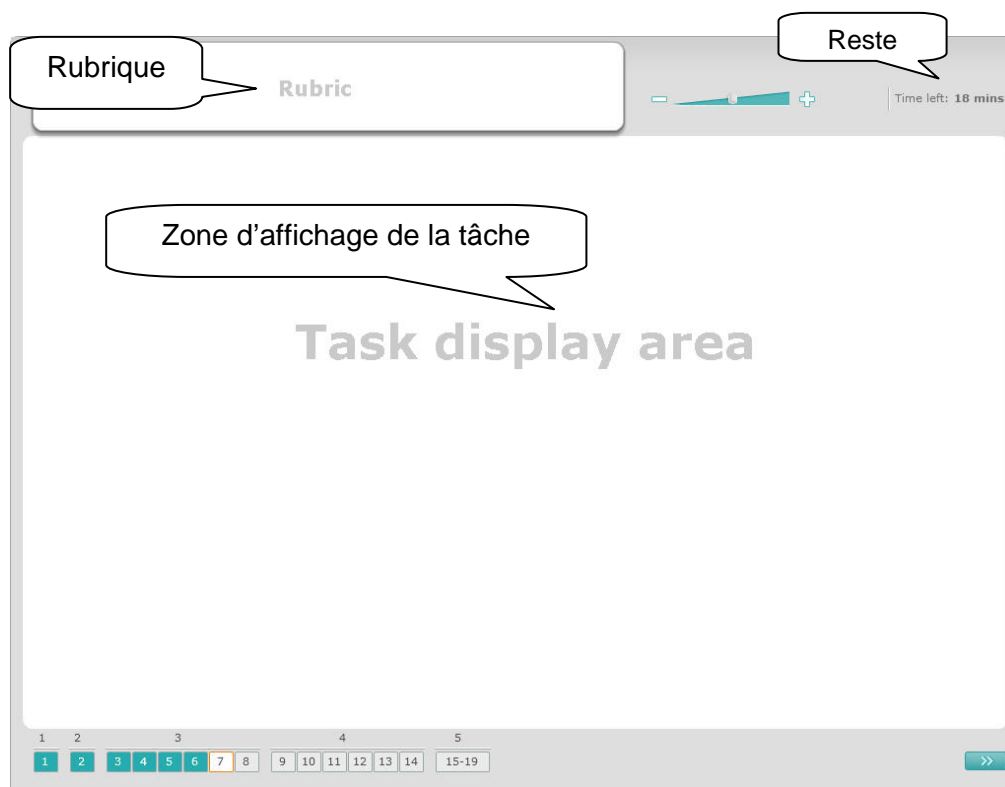 Reste
Rubrique
Rubric
Time left: 18 mins
Zone d'affichage de la tâche
Task display area
1 2 3 4 5
1 2 3 4 5 6 7 8 9 10 11 12 13 14 15-19